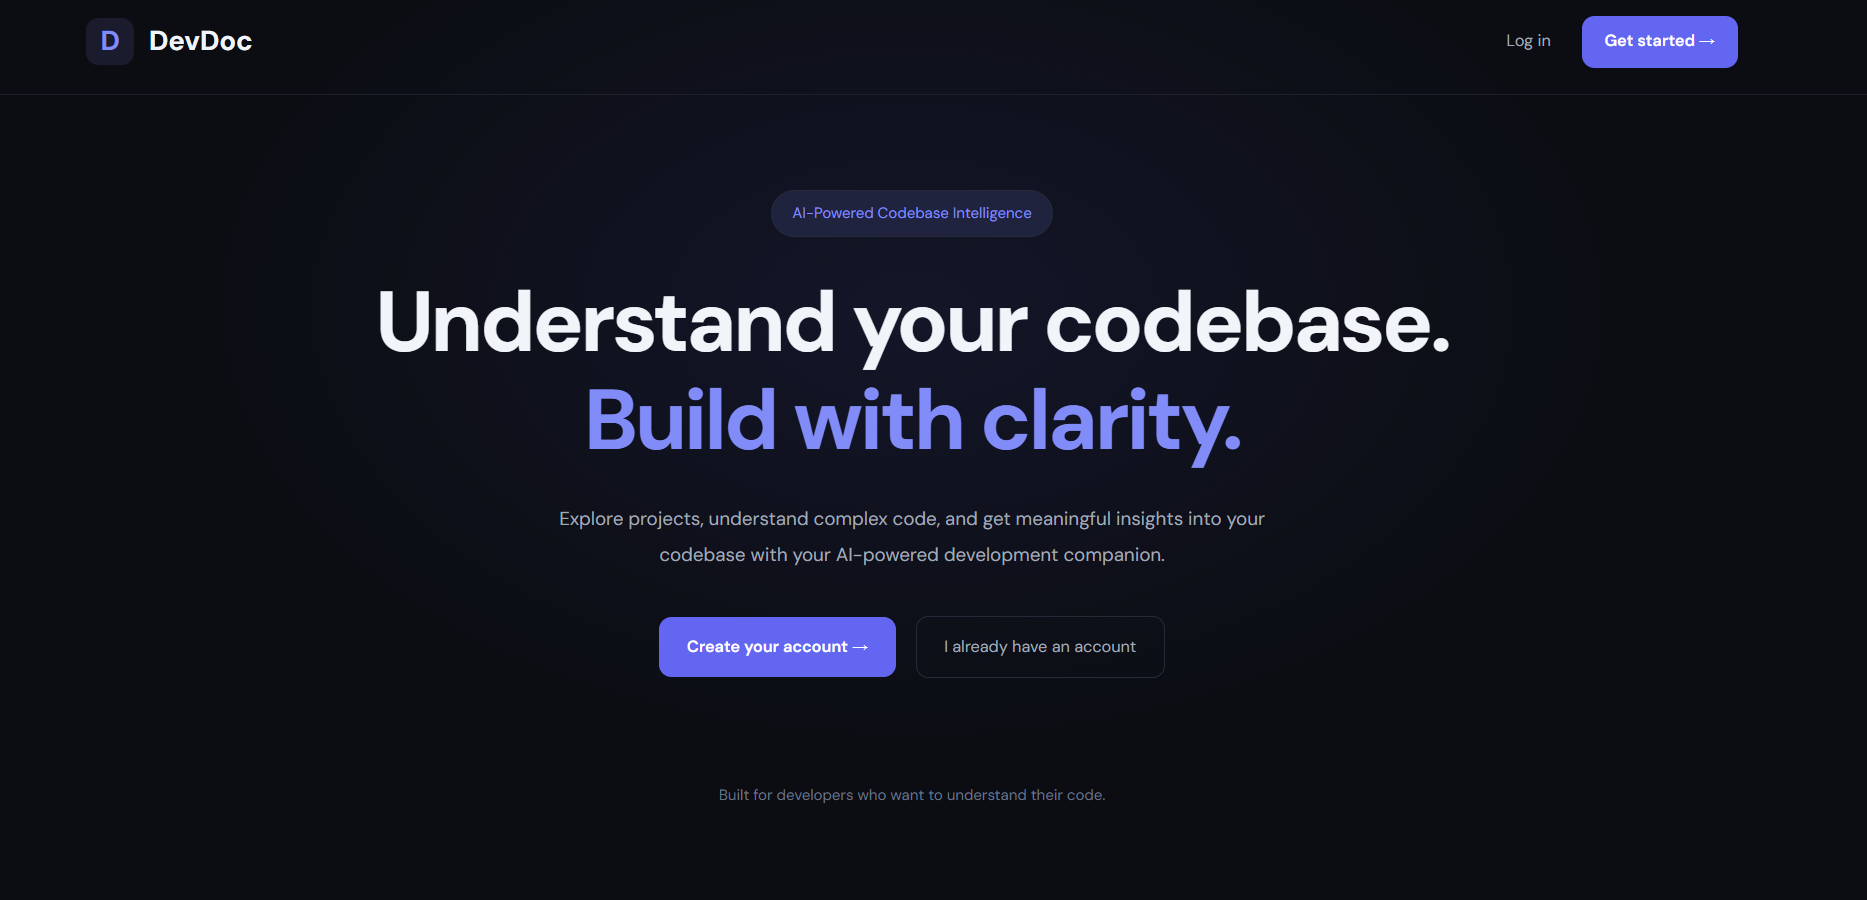 D DevDoc
Log in
Get started →
AI-Powered Codebase Intelligence
Understand your codebase.
Build with clarity.
Explore projects, understand complex code, and get meaningful insights into your
codebase with your AI-powered development companion.
Create your account →
I already have an account
Built for developers who want to understand their code.